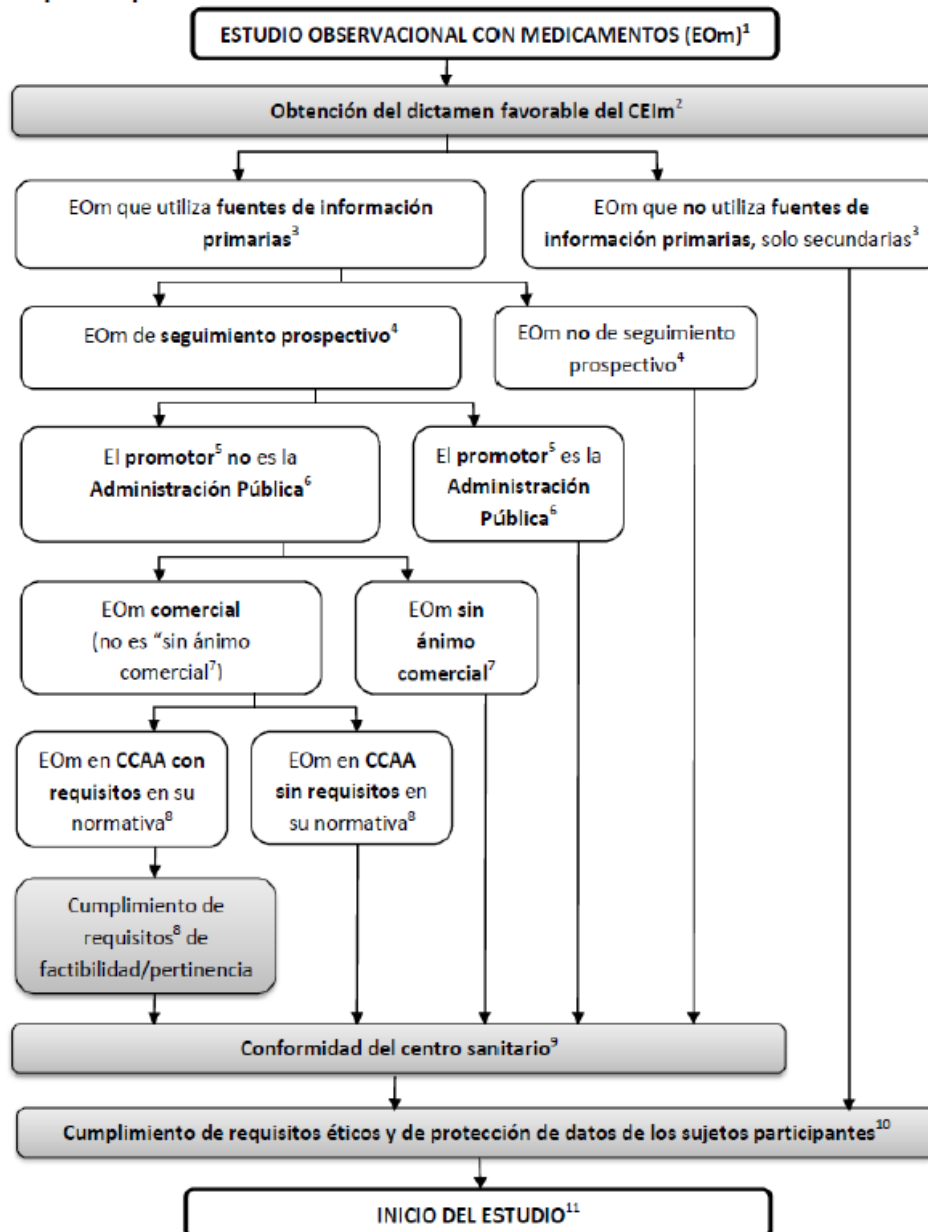 ESTUDIO OBSERVACIONAL CON MEDICAMENTOS (EOm)1
Obtención del dictamen favorable del CEIm2
EOm que utiliza fuentes de información
primarias3
EOm que no utiliza fuentes de
información primarias, solo secundarias3
EOm de seguimiento prospectivo4
EOm no de seguimiento
prospectivo4
El promotor5 no es la
Administración Pública6
El promotor5 es la
Administración
Pública6
EOm comercial
(no es “sin ánimo
comercial7)
EOm sin
ánimo
comercial7
EOm en CCAA con
requisitos en su
normativa8
EOm en CCAA
sin requisitos en
su normativa8
Cumplimiento de
requisitos8 de
factibilidad/pertinencia
Conformidad del centro sanitario9
Cumplimiento de requisitos éticos y de protección de datos de los sujetos participantes10
INICIO DEL ESTUDIO11